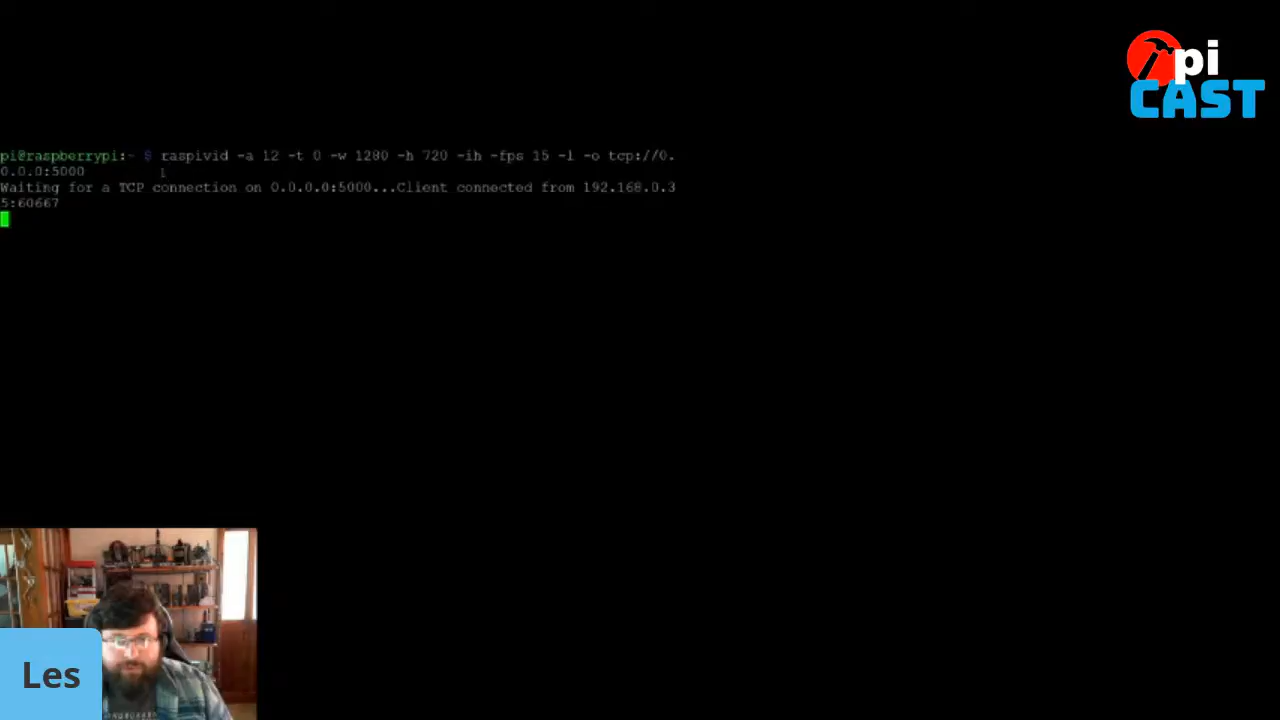 pi
CAST
pi@raspberrypi:~ $ raspivid -a 12 -t 0 -w 1280 -h 720 -ih -fps 15 -l -o tcp://0.
0.0.0:5000
Waiting for a TCP connection on 0.0.0.0:5000...Client connected from 192.168.0.3
5:60667
Les